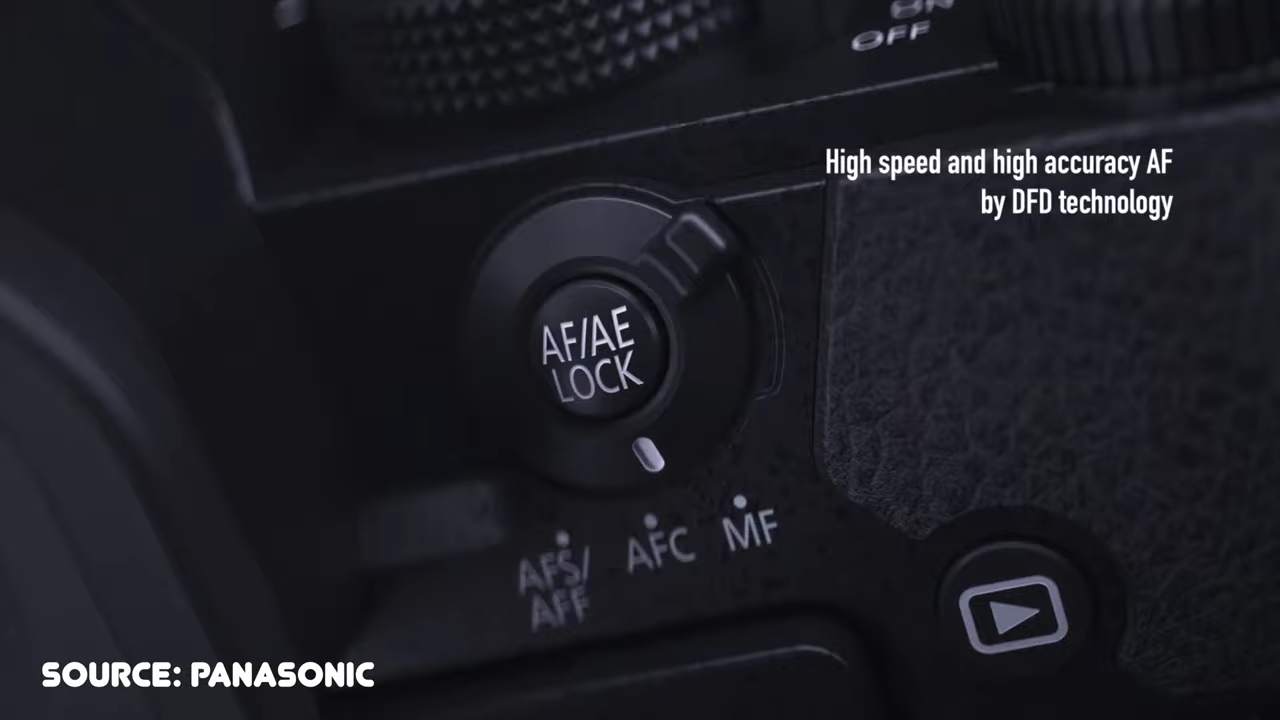 ON
OFF
High speed and high accuracy AF
by DFD technology
AF/AE
LOCK
AFS/
AFF
AFC
MF
SOURCE: PANASONIC